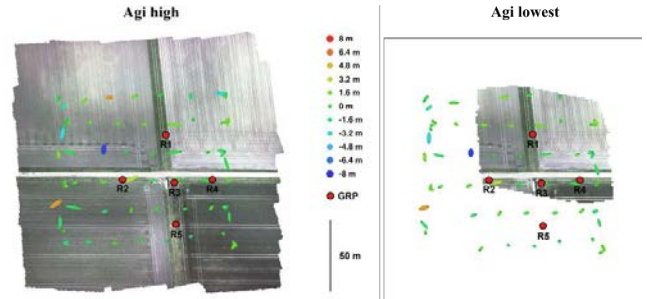 Agi high
Agi lowest
8 m
6.4 m
4.8 m
3.2 m
1.6 m
0 m
-1.6 m
-3.2 m
-4.8 m
-6.4 m
-8 m
GRP
50 m
R1
R2
R3
R4
R5
R1
R2
R3
R4
R5